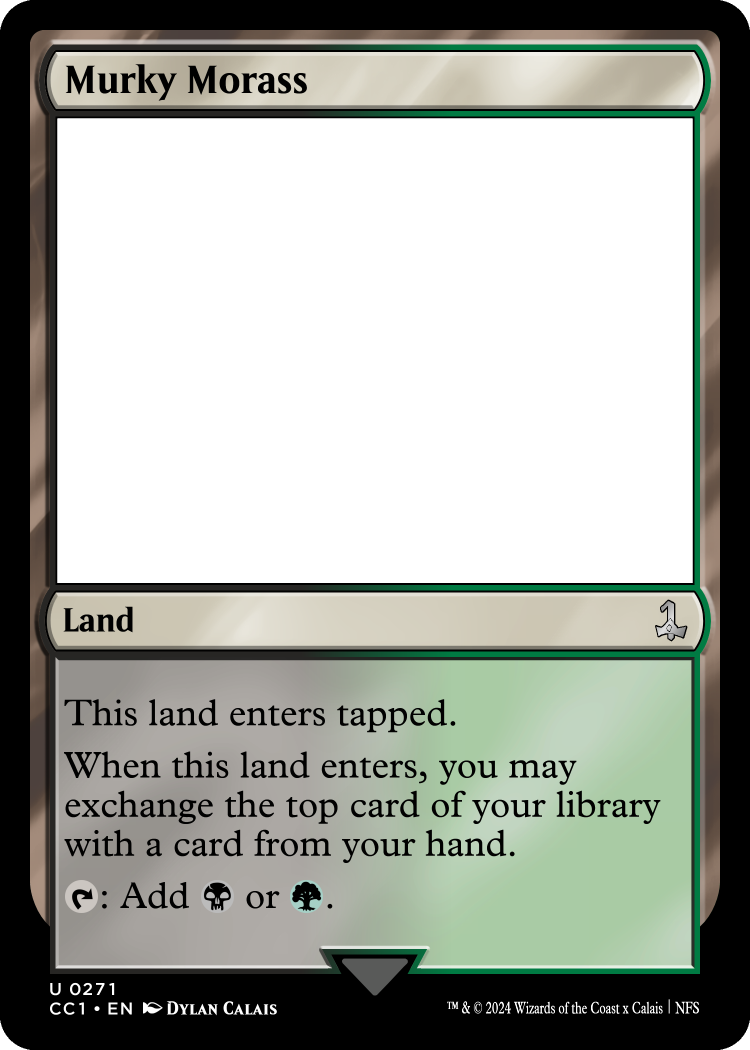 Murky Morass
Land
This land enters tapped.
When this land enters, you may
exchange the top card of your library
with a card from your hand.
: Add or .
U 0271
CC1 • EN Dylan Calais
™ & © 2024 Wizards of the Coast x Calais | NFS